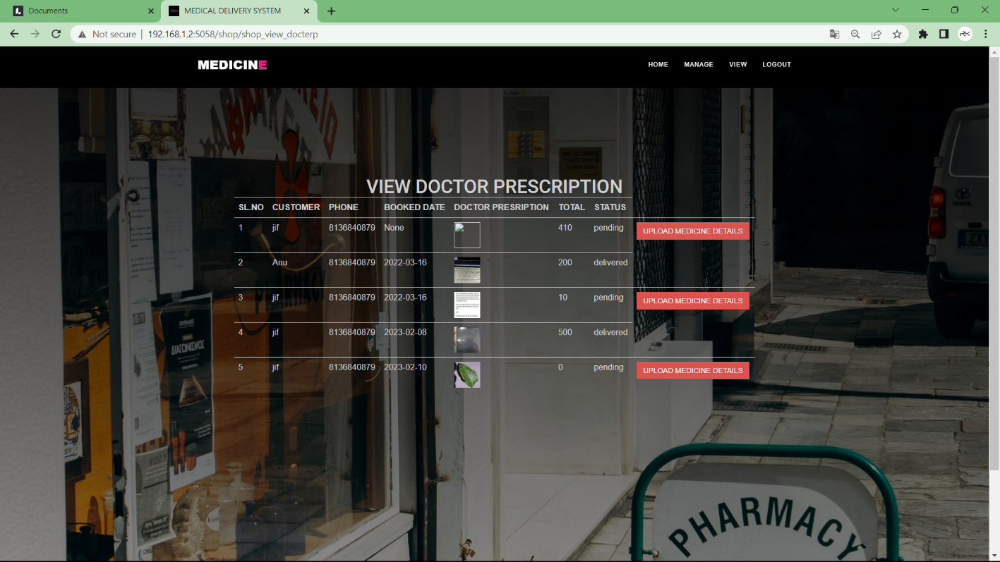 Documents
MEDICAL DELIVERY SYSTEM
Not secure 192.168.1.2:5058/shop/shop_view_docterp
MEDICINE
HOME MANAGE VIEW LOGOUT
VIEW DOCTOR PRESCRIPTION
SL.NO CUSTOMER PHONE BOOKED DATE DOCTOR PRESRIPTION TOTAL STATUS
1 jif 8136840879 None 410 pending UPLOAD MEDICINE DETAILS
2 Anu 8136840879 2022-03-16 200 delivered
3 jif 8136840879 2022-03-16 10 pending UPLOAD MEDICINE DETAILS
4 jif 8136840879 2023-02-08 500 delivered
5 jif 8136840879 2023-02-10 0 pending UPLOAD MEDICINE DETAILS
ΔΙΑΓΩΝΙΣΜΟΣ
TOYOTA
PHARMACY